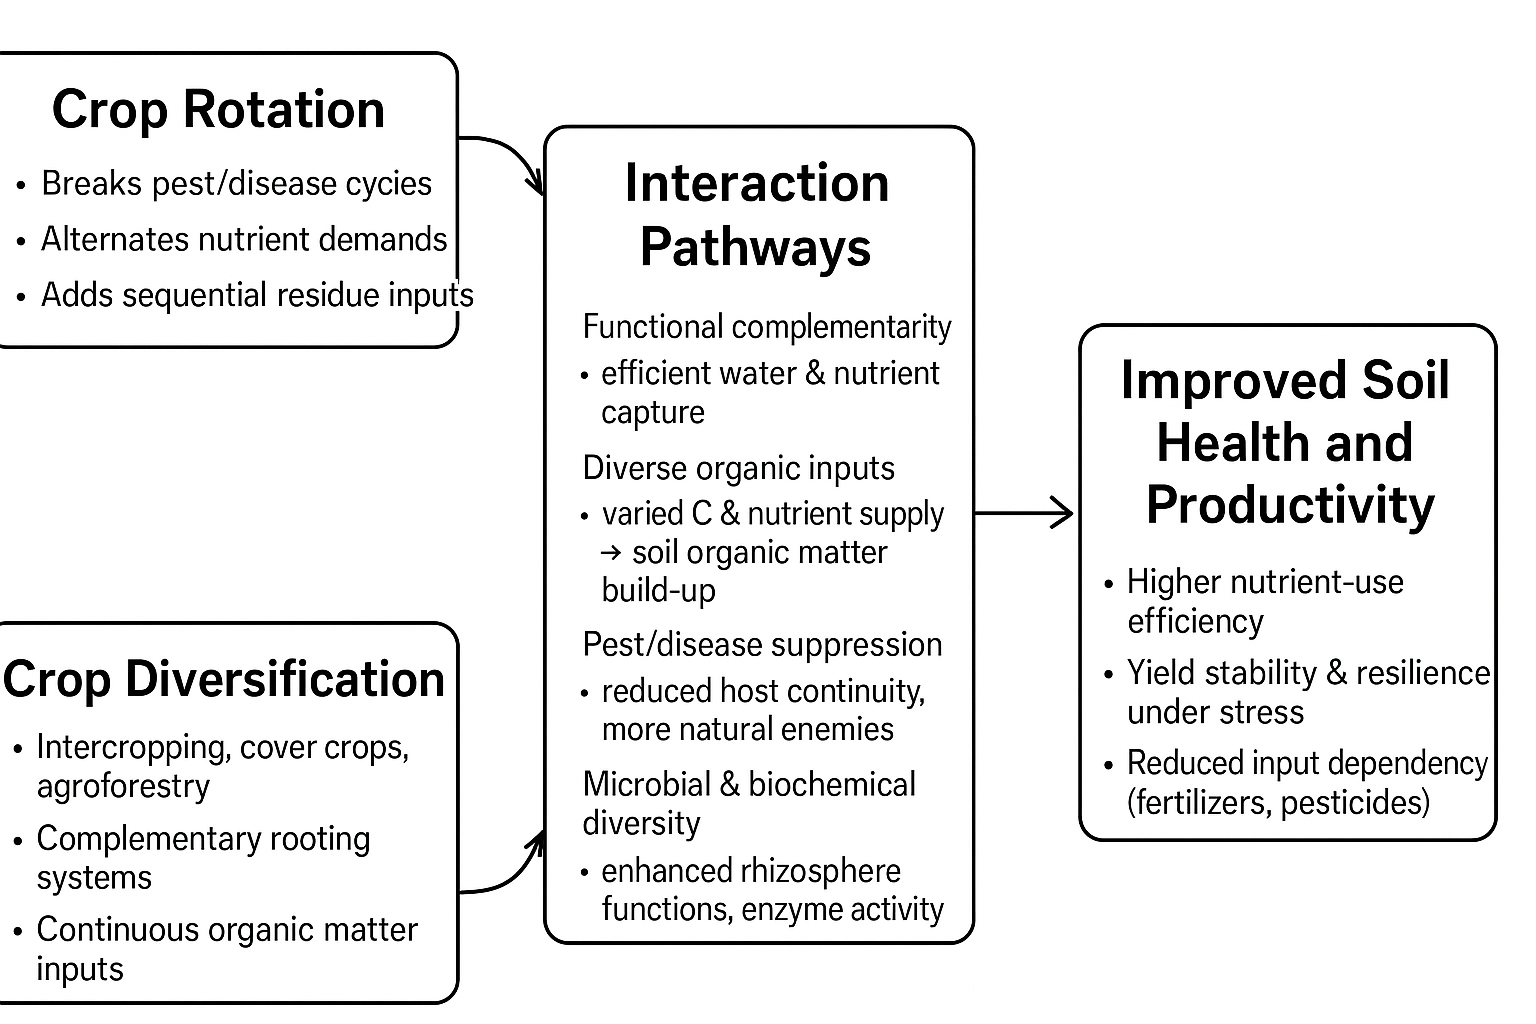 Crop Rotation
• Breaks pest/disease cycles
• Alternates nutrient demands
• Adds sequential residue inputs
Crop Diversification
• Intercropping, cover crops,
agroforestry
• Complementary rooting
systems
• Continuous organic matter
inputs
Interaction
Pathways
Functional complementarity
• efficient water & nutrient
capture
Diverse organic inputs
• varied C & nutrient supply
→ soil organic matter
build-up
Pest/disease suppression
• reduced host continuity,
more natural enemies
Microbial & biochemical
diversity
• enhanced rhizosphere
functions, enzyme activity
Improved Soil
Health and
Productivity
• Higher nutrient-use
efficiency
• Yield stability & resilience
under stress
• Reduced input dependency
(fertilizers, pesticides)